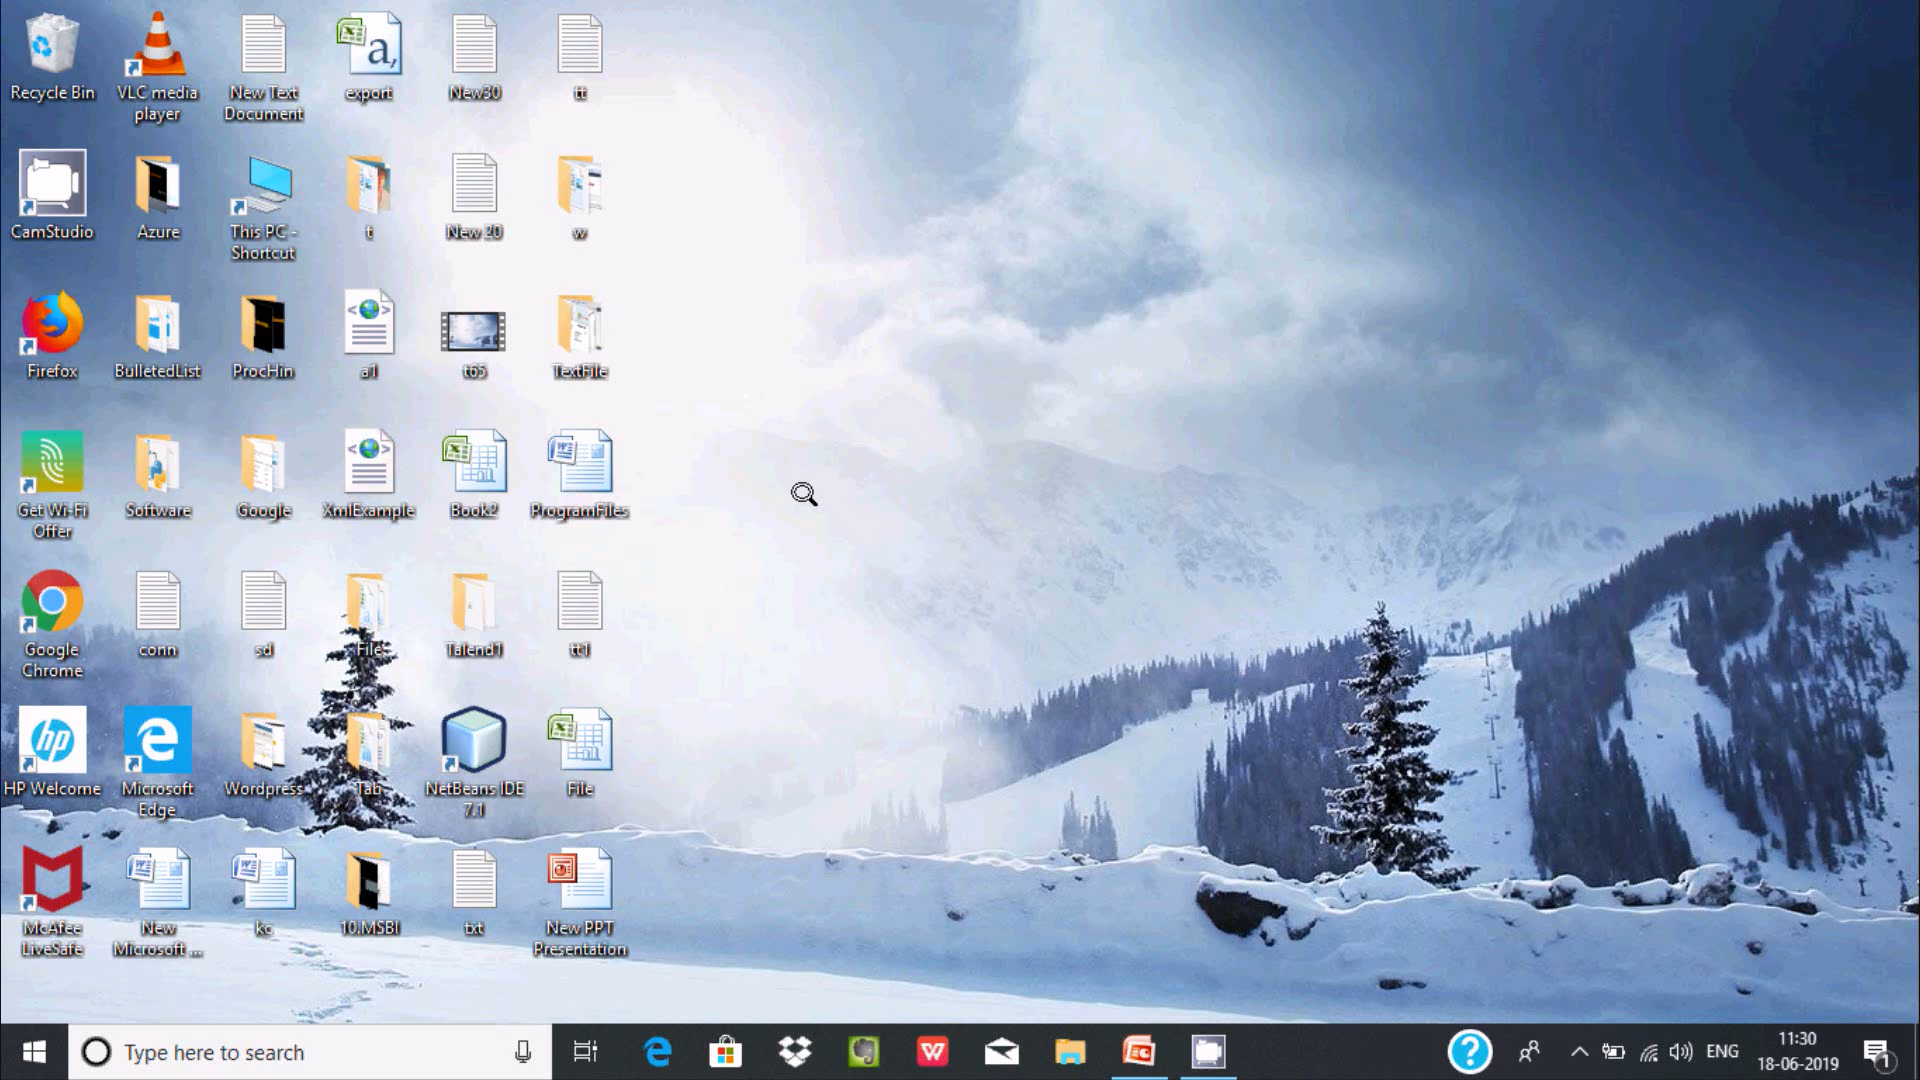 Recycle Bin
VLC media
player
New Text
Document
export
New30
tt
CamStudio
Azure
This PC -
Shortcut
t
New 20
w
Firefox
BulletedList
ProcHin
a1
t65
TextFile
Get Wi-Fi
Offer
Software
Google
XmlExample
Book2
ProgramFiles
Google
Chrome
conn
sd
File
Talend1
tt1
HP Welcome
Microsoft
Edge
Wordpress
Tab
NetBeans IDE
7.1
File
McAfee
LiveSafe
New
Microsoft ...
kc
10.MSBI
txt
New PPT
Presentation
Type here to search
ENG
11:30
18-06-2019
1